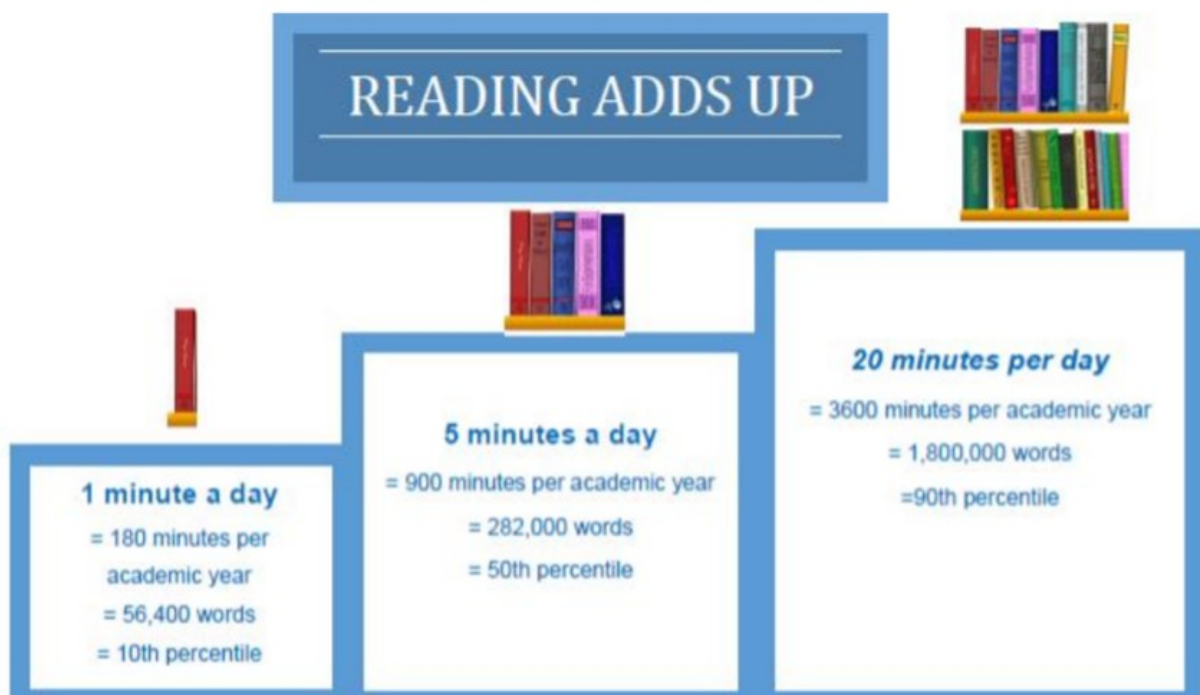 READING ADDS UP
1 minute a day
= 180 minutes per
academic year
= 56,400 words
= 10th percentile
5 minutes a day
= 900 minutes per academic year
= 282,000 words
= 50th percentile
20 minutes per day
= 3600 minutes per academic year
= 1,800,000 words
=90th percentile